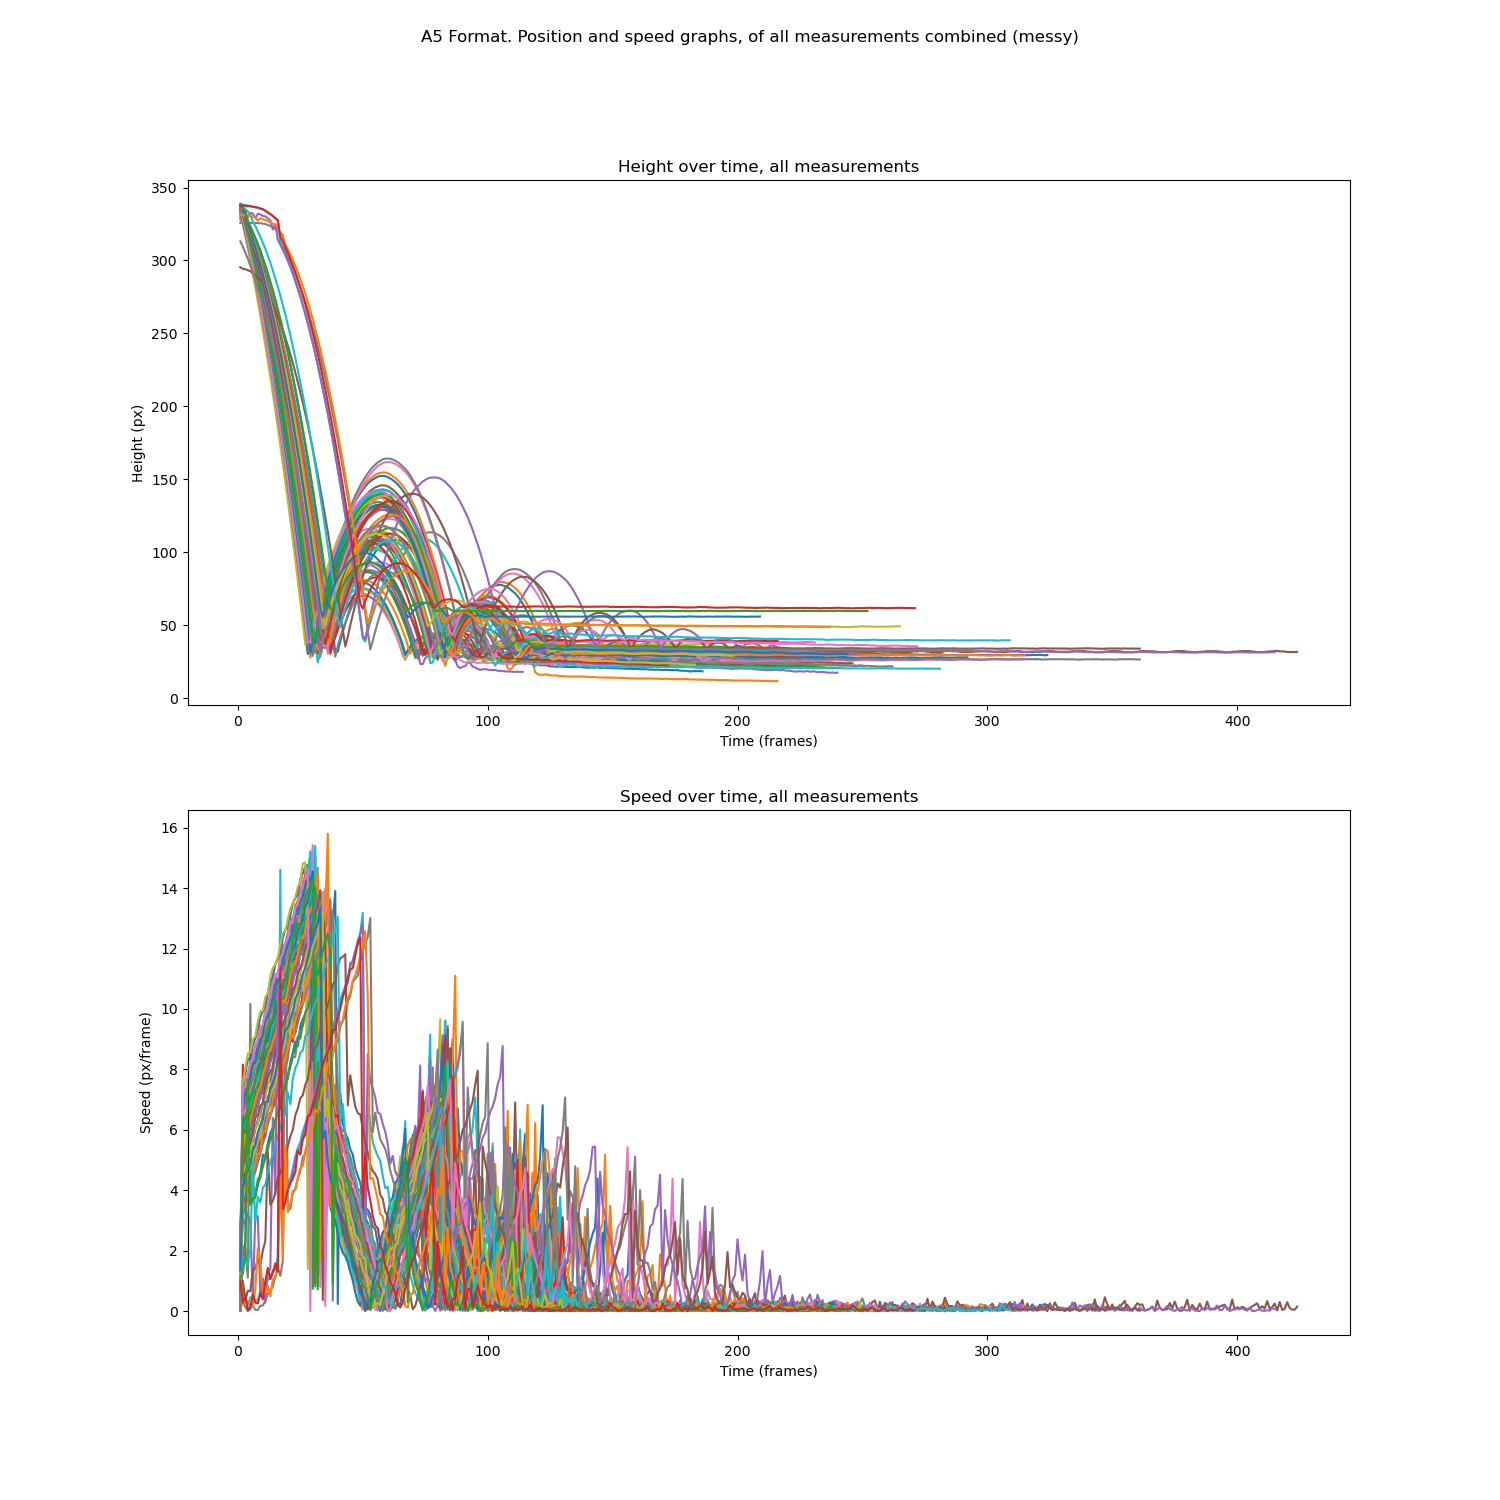 A5 Format. Position and speed graphs, of all measurements combined (messy)
Height over time, all measurements
350
300
250
200
150
100
50
0
Height (px)
0 100 200 300 400
Time (frames)
Speed over time, all measurements
16
14
12
10
8
6
4
2
0
Speed (px/frame)
0 100 200 300 400
Time (frames)